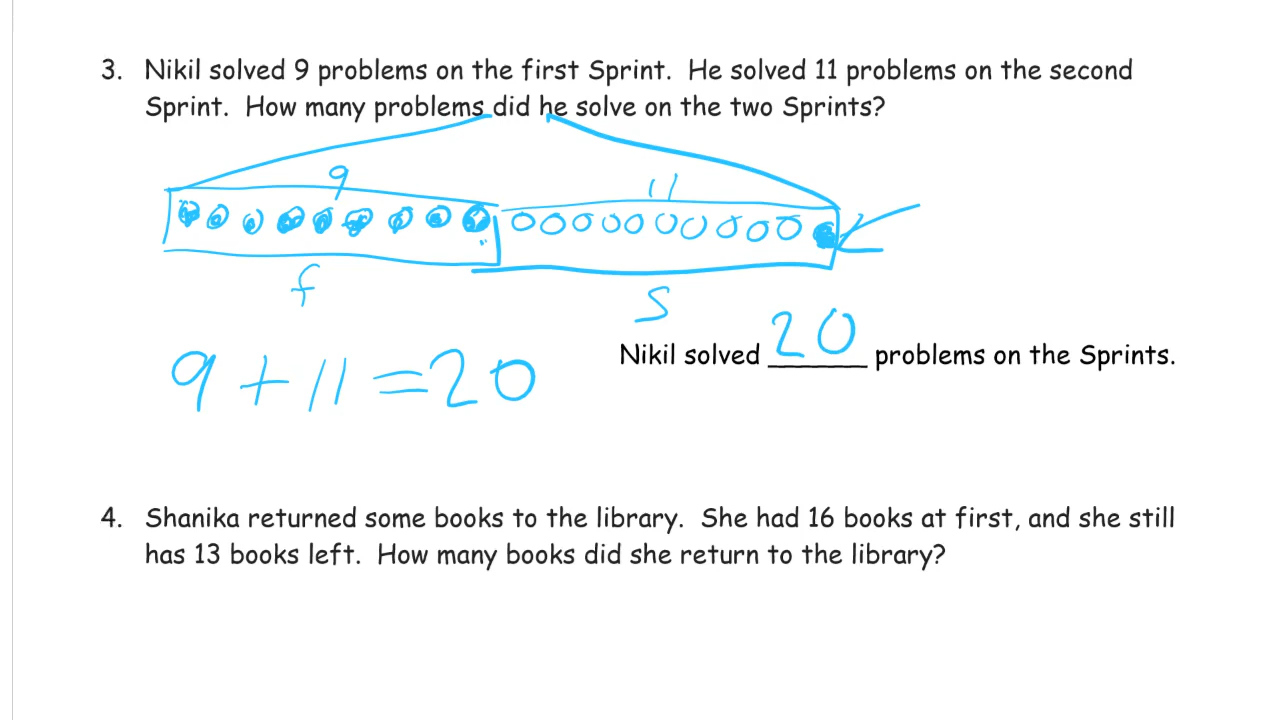 3. Nikil solved 9 problems on the first Sprint. He solved 11 problems on the second
Sprint. How many problems did he solve on the two Sprints?
9 11
f s
Nikil solved 20 problems on the Sprints.
9 + 11 = 20
4. Shanika returned some books to the library. She had 16 books at first, and she still
has 13 books left. How many books did she return to the library?